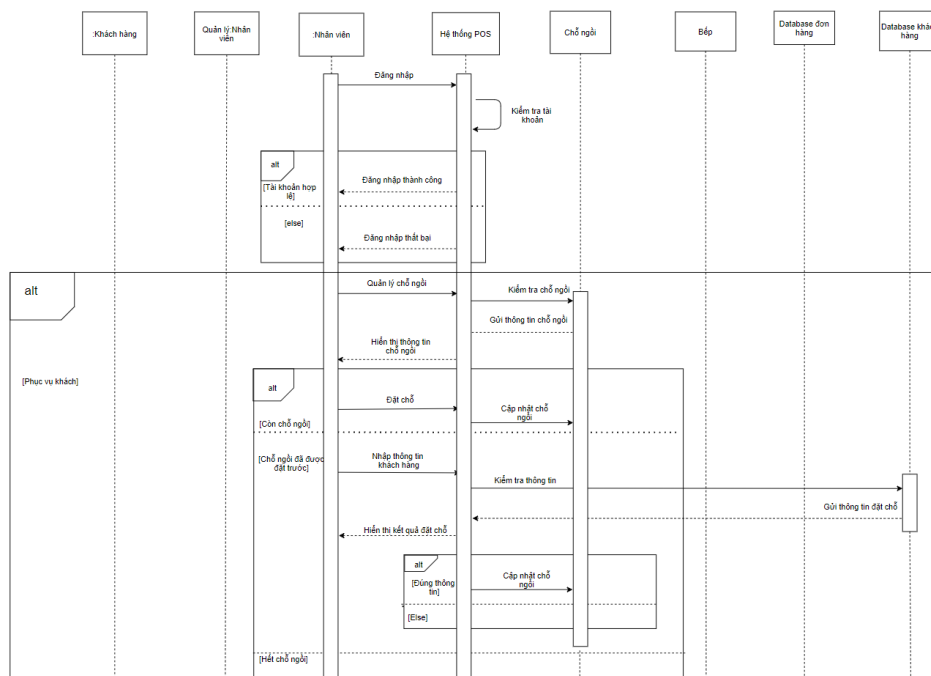 :Khách hàng
Quản lý:Nhân
viên
:Nhân viên
Hệ thống POS
Chỗ ngồi
Bếp
Database đơn
hàng
Database khách
hàng
Đăng nhập
Kiểm tra tài
khoản
alt
Đăng nhập thành công
[Tài khoản hợp
lệ]
[else]
Đăng nhập thất bại
alt
Quản lý chỗ ngồi
Kiểm tra chỗ ngồi
Gửi thông tin chỗ ngồi
Hiển thị thông tin
chỗ ngồi
[Phục vụ khách]
alt
Đặt chỗ
Cập nhật chỗ
ngồi
[Còn chỗ ngồi]
[Chỗ ngồi đã được
đặt trước]
Nhập thông tin
khách hàng
Kiểm tra thông tin
Gửi thông tin đặt chỗ
Hiển thị kết quả đặt chỗ
alt
[Đúng thông
tin]
Cập nhật chỗ
ngồi
[Else]
[Hết chỗ ngồi]